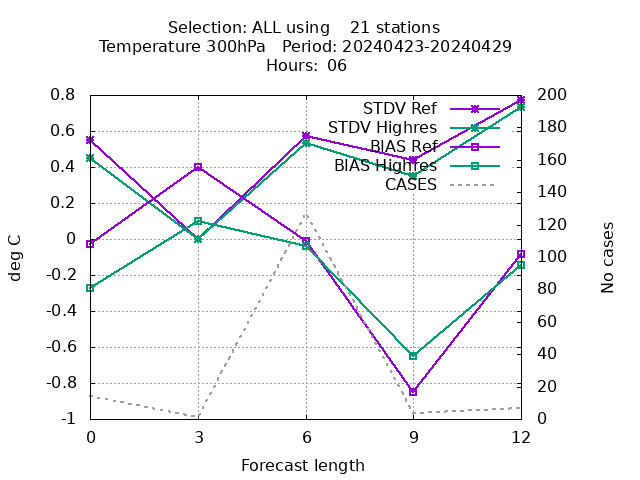 Selection: ALL using    21 stations
Temperature 300hPa   Period: 20240423-20240429
Hours: 06
0.8
0.6
0.4
0.2
0
-0.2
-0.4
-0.6
-0.8
-1
deg C
STDV Ref
STDV Highres
BIAS Ref
BIAS Highres
CASES
200
180
160
140
120
100
80
60
40
20
0
No cases
0 3 6 9 12
Forecast length